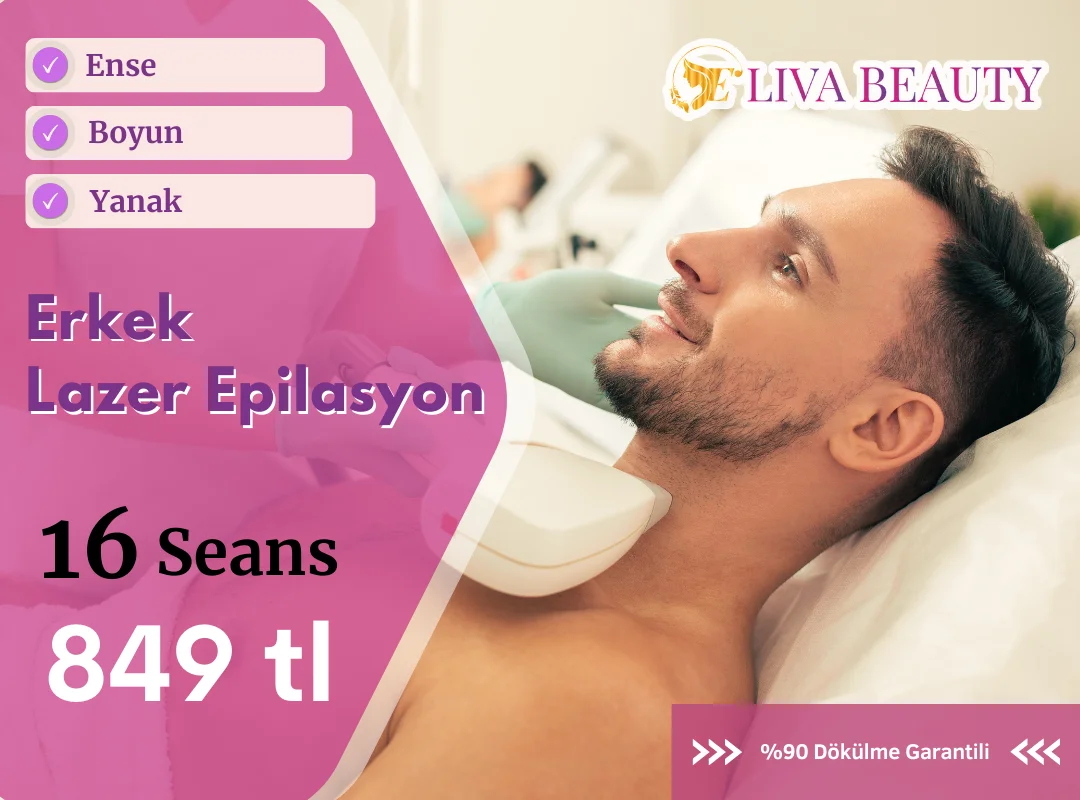 Ense
Boyun
Yanak
ELIVA BEAUTY
Erkek
Lazer Epilasyon
16 Seans
849 tl
%90 Dökülme Garantili